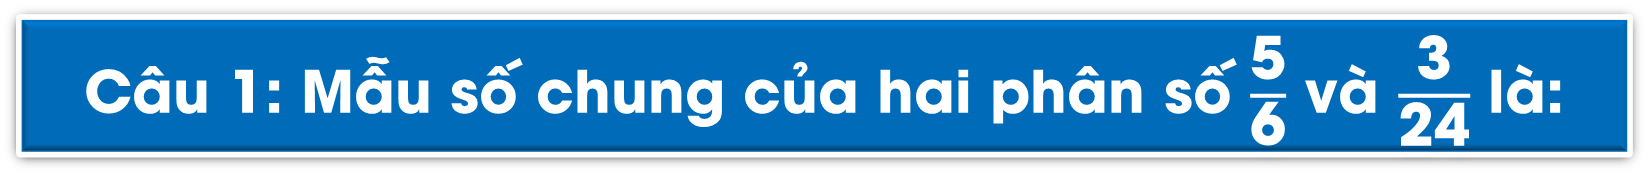 Câu 1: Mẫu số chung của hai phân số 5/6 và 3/24 là: